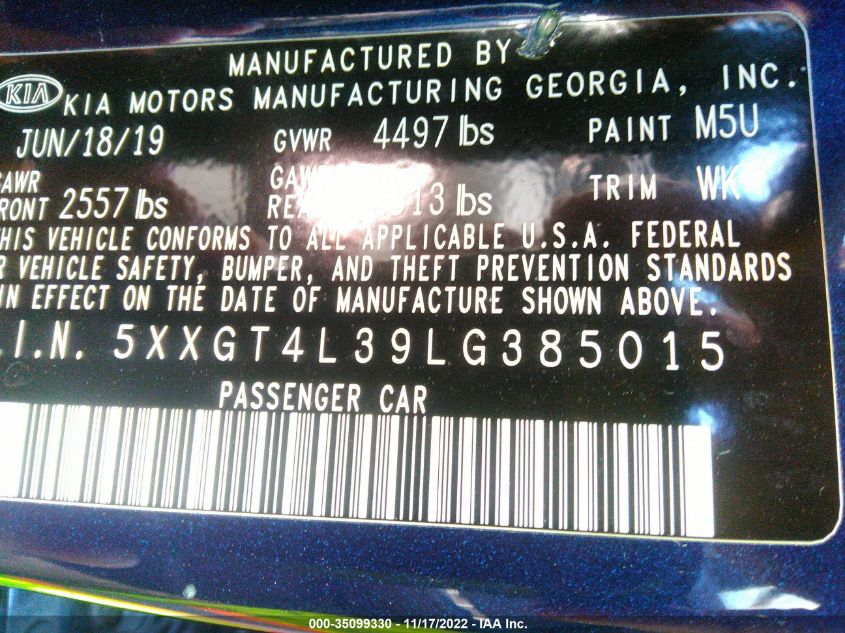 MANUFACTURED BY
KIA KIA MOTORS MANUFACTURING GEORGIA, INC.
JUN/18/19 GVWR 4497 lbs PAINT M5U
FRONT 2557 lbs lbs TRIM
THIS VEHICLE CONFORMS TO ALL APPLICABLE U.S.A. FEDERAL
VEHICLE SAFETY, BUMPER, AND THEFT PREVENTION STANDARDS
IN EFFECT ON THE DATE OF MANUFACTURE SHOWN ABOVE.
.I.N. 5XXGT4L39LG385015
PASSENGER CAR
000-35099330 - 11/17/2022 - IAA Inc.